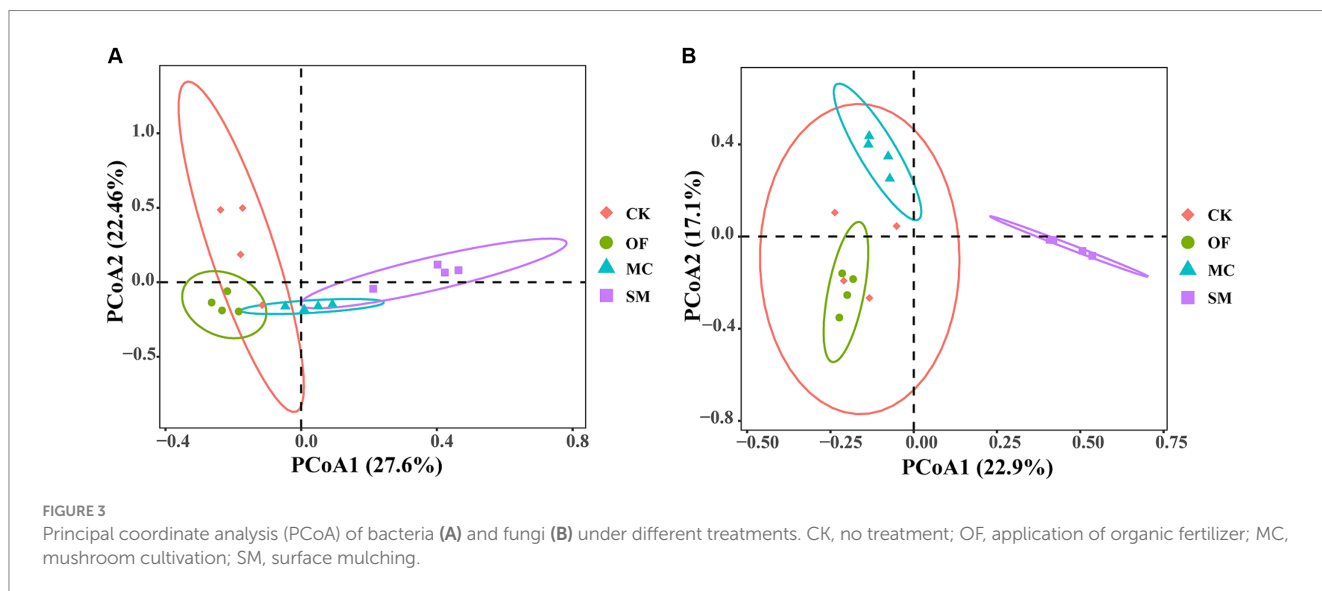 A
PCoA2 (22.46%)
1.0
0.5
0.0
−0.5
−0.4
0.0
0.4
0.8
PCoA1 (27.6%)
CK
OF
MC
SM
B
PCoA2 (17.1%)
0.4
0.0
−0.4
−0.8
−0.50
−0.25
0.00
0.25
0.50
0.75
PCoA1 (22.9%)
CK
OF
MC
SM
FIGURE 3
Principal coordinate analysis (PCoA) of bacteria (A) and fungi (B) under different treatments. CK, no treatment; OF, application of organic fertilizer; MC,
mushroom cultivation; SM, surface mulching.